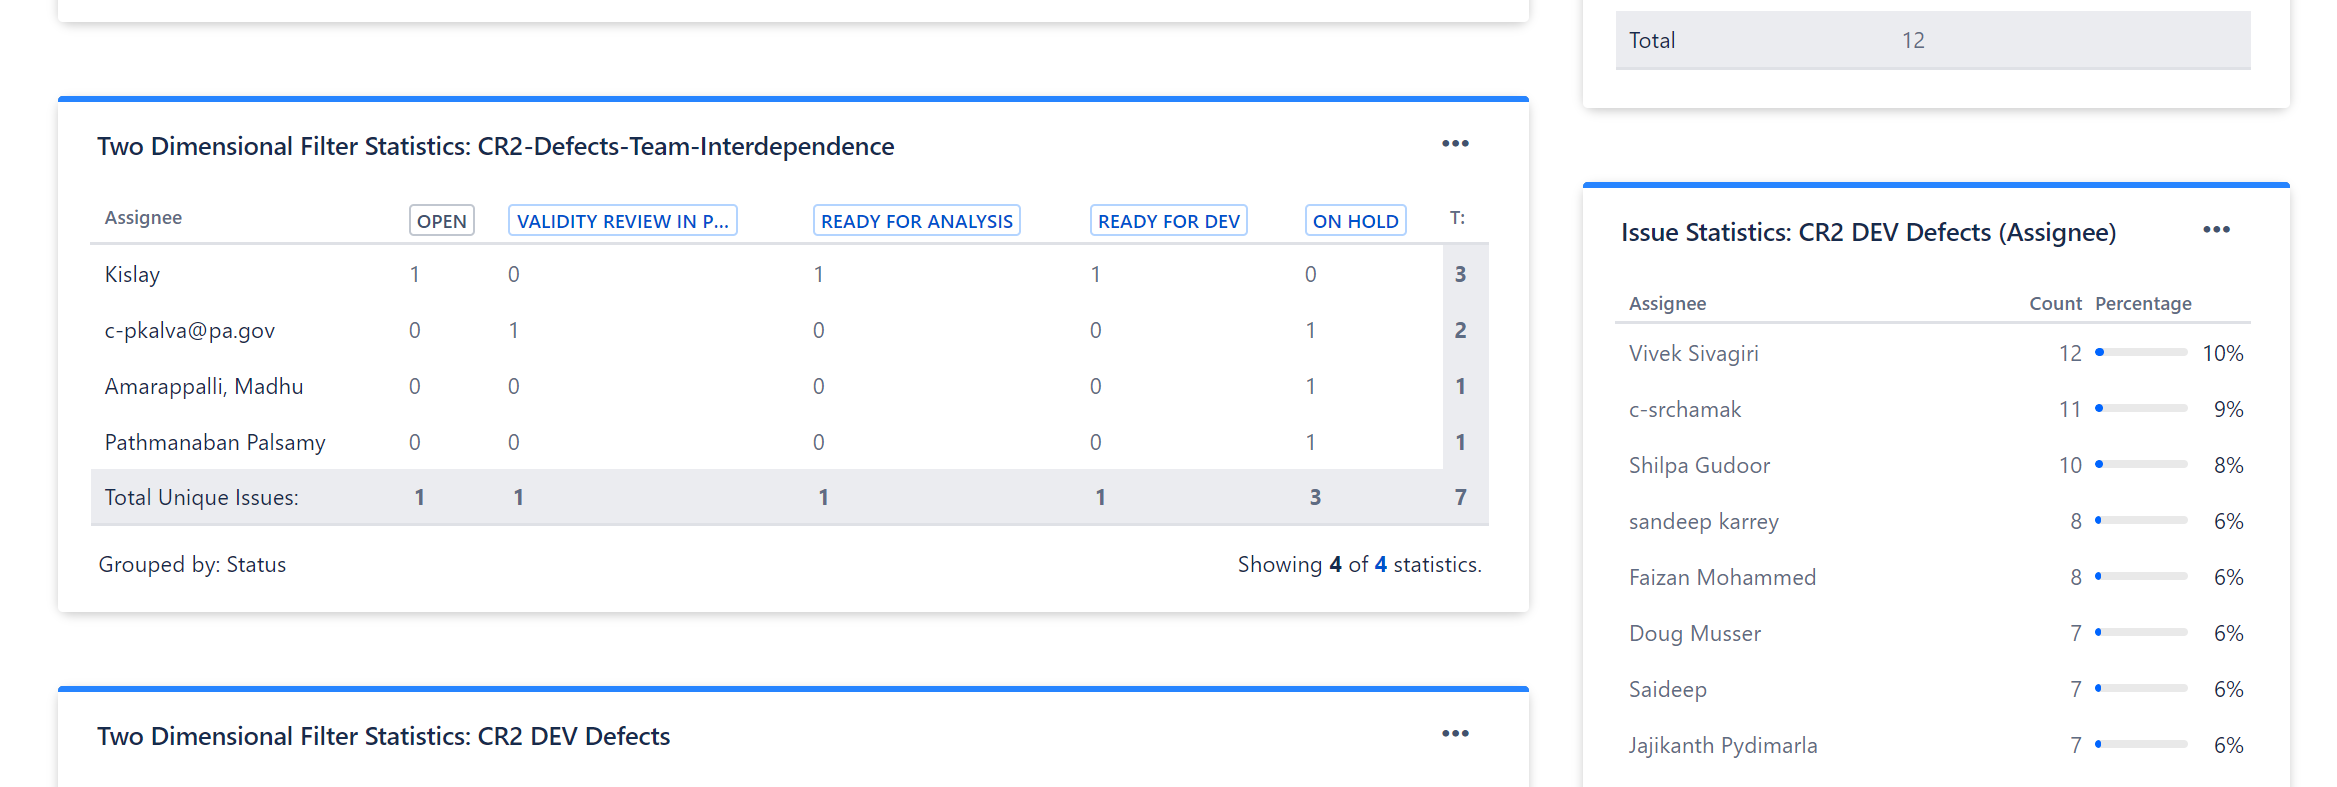 Total 12
Two Dimensional Filter Statistics: CR2-Defects-Team-Interdependence
Assignee OPEN VALIDITY REVIEW IN P... READY FOR ANALYSIS READY FOR DEV ON HOLD T:
Kislay 1 0 1 1 0 3
c-pkalva@pa.gov 0 1 0 0 1 2
Amarappalli, Madhu 0 0 0 0 1 1
Pathmanaban Palsamy 0 0 0 0 1 1
Total Unique Issues: 1 1 1 1 3 7
Grouped by: Status Showing 4 of 4 statistics.
Two Dimensional Filter Statistics: CR2 DEV Defects
Issue Statistics: CR2 DEV Defects (Assignee)
Assignee Count Percentage
Vivek Sivagiri 12 10%
c-srchamak 11 9%
Shilpa Gudoor 10 8%
sandeep karrey 8 6%
Faizan Mohammed 8 6%
Doug Musser 7 6%
Saideep 7 6%
Jajikanth Pydimarla 7 6%